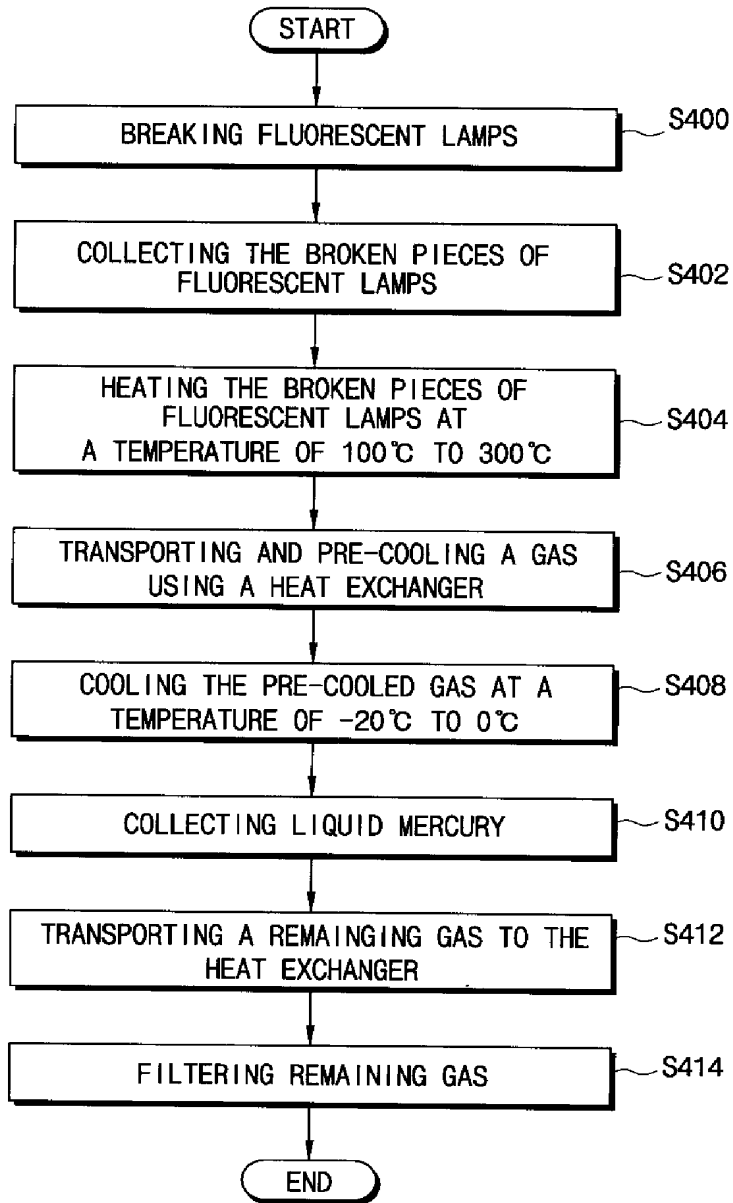 START
BREAKING FLUORESCENT LAMPS
S400
COLLECTING THE BROKEN PIECES OF
FLUORESCENT LAMPS
S402
HEATING THE BROKEN PIECES OF
FLUORESCENT LAMPS AT
A TEMPERATURE OF 100℃ TO 300℃
S404
TRANSPORTING AND PRE-COOLING A GAS
USING A HEAT EXCHANGER
S406
COOLING THE PRE-COOLED GAS AT A
TEMPERATURE OF -20℃ TO 0℃
S408
COLLECTING LIQUID MERCURY
S410
TRANSPORTING A REMAINGING GAS TO THE
HEAT EXCHANGER
S412
FILTERING REMAINING GAS
S414
END